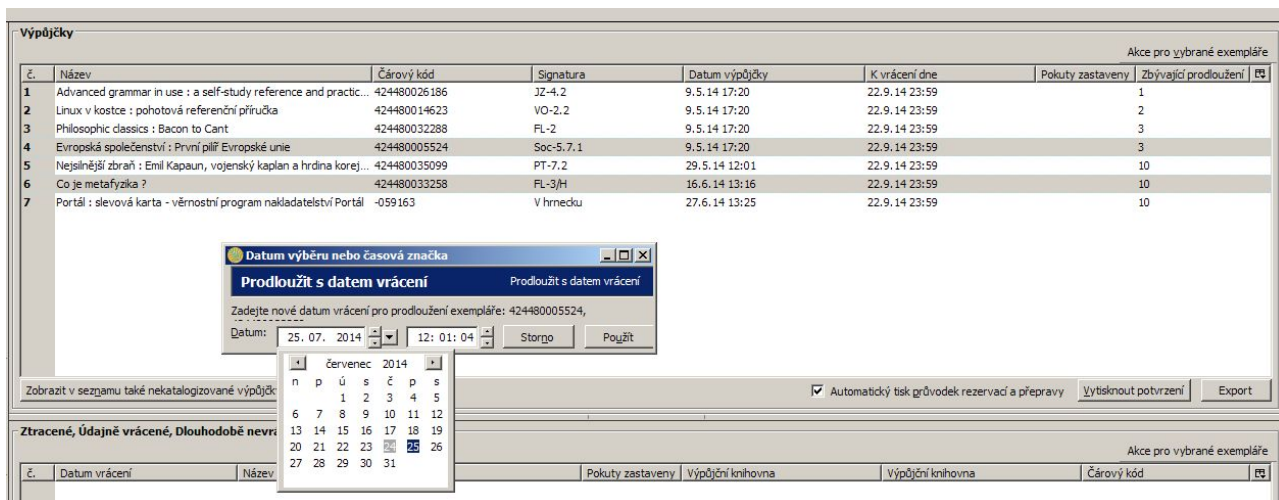 Výpůjčky
Akce pro vybrané exempláře
č. Název Čárový kód Signatura Datum výpůjčky K vrácení dne Pokuty zastaveny Zbývající prodloužení
1 Advanced grammar in use : a self-study reference and practic... 424480026186 JZ-4.2 9.5.14 17:20 22.9.14 23:59 1
2 Linux v kostce : pohotová referenční příručka 424480014623 VO-2.2 9.5.14 17:20 22.9.14 23:59 2
3 Philosophic classics : Bacon to Cant 424480032288 FL-2 9.5.14 17:20 22.9.14 23:59 3
4 Evropská společenství : První pilíř Evropské unie 424480005524 Soc-5.7.1 9.5.14 17:20 22.9.14 23:59 3
5 Nejsilnější zbraň : Emil Kapaun, vojenský kaplan a hrdina korej... 424480035099 PT-7.2 29.5.14 12:01 22.9.14 23:59 10
6 Co je metafyzika ? 424480033258 FL-3/H 16.6.14 13:16 22.9.14 23:59 10
7 Portál : slevová karta - věrnostní program nakladatelství Portál -059163 V hrnecku 27.6.14 13:25 22.9.14 23:59 10
Datum výběru nebo časová značka
Prodloužit s datem vrácení Prodloužit s datem vrácení
Zadejte nové datum vrácení pro prodloužení exempláře: 424480005524,
Datum: 25. 07. 2014 12: 01: 04 Storno Použít
červenec 2014
n p ú s č p s
1 2 3 4 5
6 7 8 9 10 11 12
13 14 15 16 17 18 19
20 21 22 23 24 25 26
27 28 29 30 31
Zobrazit v seznamu také nekatalogizované výpůjčk Automatický tisk průvodek rezervací a přepravy Vytisknout potvrzení Export
Ztracené, Údajně vrácené, Dlouhodobě nevrá
Akce pro vybrané exempláře
č. Datum vrácení Název Pokuty zastaveny Výpůjční knihovna Výpůjční knihovna Čárový kód